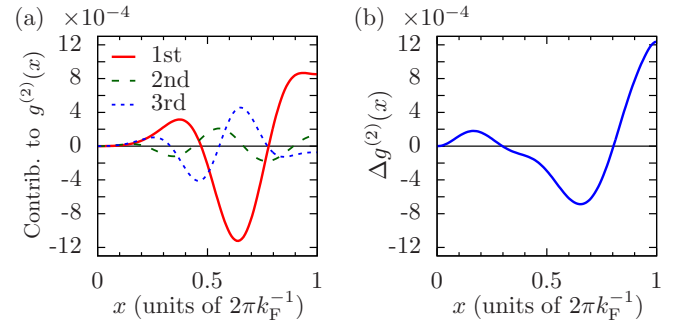 (a) ×10⁻⁴
Contrib. to g⁽²⁾(x)
12
8
4
0
-4
-8
-12
1st
2nd
3rd
0 0.5 1
x (units of 2πk_F⁻¹)
(b) ×10⁻⁴
Δg⁽²⁾(x)
12
8
4
0
-4
-8
-12
0 0.5 1
x (units of 2πk_F⁻¹)